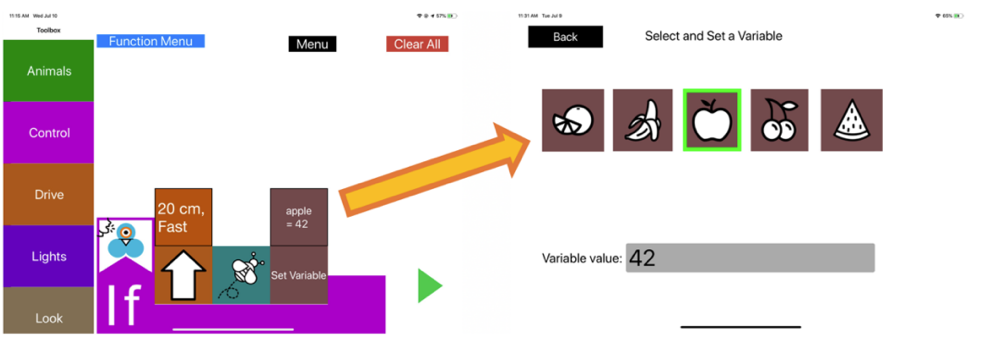 11:15 AM Wed Jul 10
57%
Toolbox
Function Menu
Menu
Clear All
Animals
Control
Drive
Lights
Look
20 cm,
Fast
apple
= 42
Set Variable
If
11:31 AM Tue Jul 9
65%
Back
Select and Set a Variable
Variable value: 42